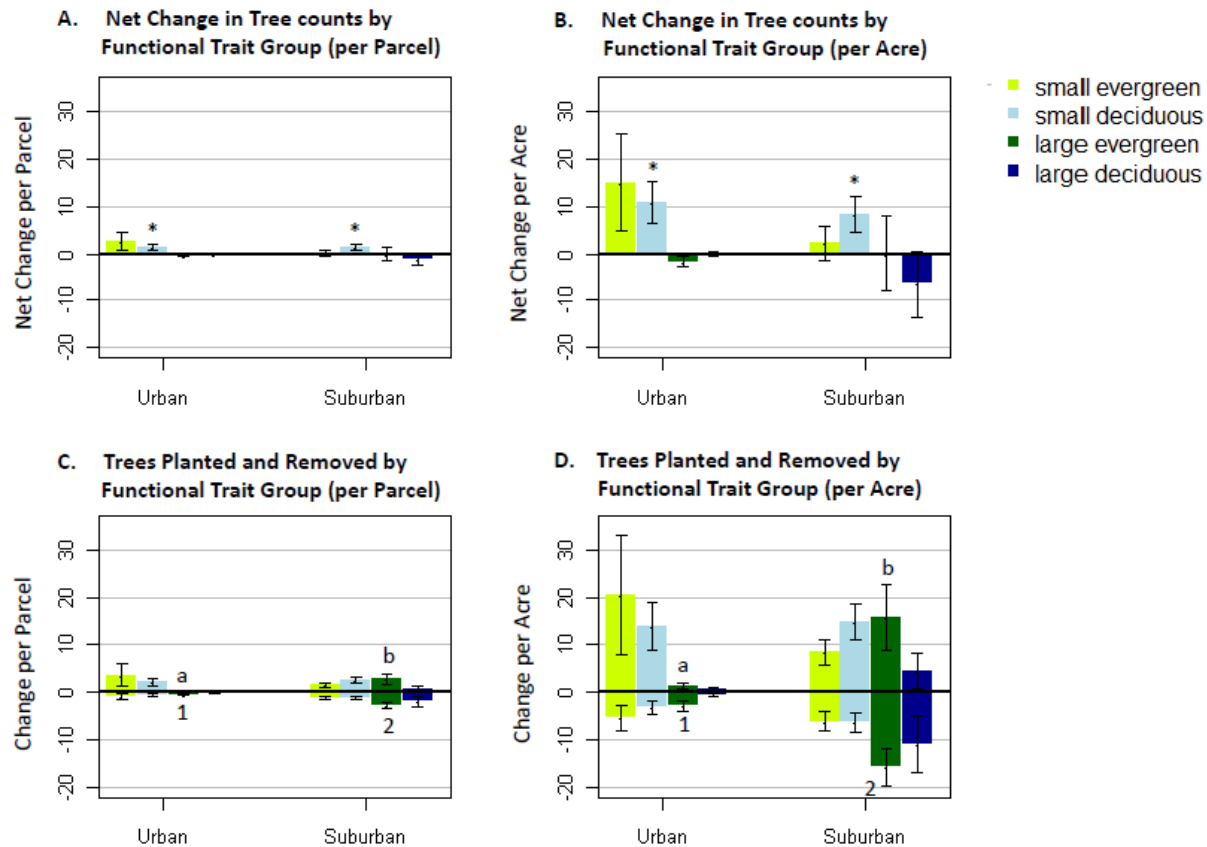 A. Net Change in Tree counts by
Functional Trait Group (per Parcel)
Net Change per Parcel
30
20
10
0
-10
-20
*
*
Urban
Suburban
B. Net Change in Tree counts by
Functional Trait Group (per Acre)
Net Change per Acre
30
20
10
0
-10
-20
*
*
Urban
Suburban
small evergreen
small deciduous
large evergreen
large deciduous
C. Trees Planted and Removed by
Functional Trait Group (per Parcel)
Change per Parcel
30
20
10
0
-10
-20
a
b
1
2
Urban
Suburban
D. Trees Planted and Removed by
Functional Trait Group (per Acre)
Change per Acre
30
20
10
0
-10
-20
b
a
1
2
Urban
Suburban